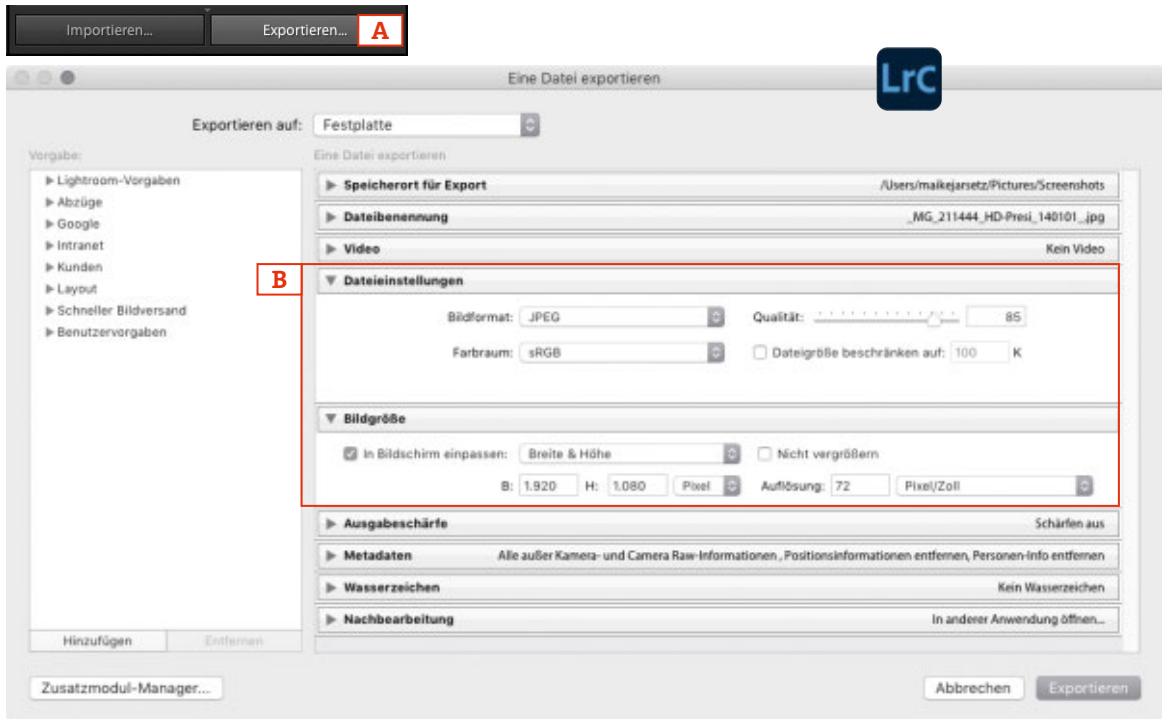 Importieren...
Exportieren...
A
LrC
Eine Datei exportieren
Exportieren auf: Festplatte
Vorgabe:
Eine Datei exportieren
Lightroom-Vorgaben
Abzüge
Google
Intranet
Kunden
Layout
Schneller Bildversand
Benutzervorgaben
Hinzufügen
Entfernen
Speicherort für Export /Users/maikejarsetz/Pictures/Screenshots
Dateibenennung _MG_211444_HD-Presi_140101_.jpg
Video Kein Video
B
Dateieinstellungen
Bildformat: JPEG Qualität: 85
Farbraum: sRGB Dateigröße beschränken auf: 100 K
Bildgröße
In Bildschirm einpassen: Breite & Höhe Nicht vergrößern
B: 1.920 H: 1.080 Pixel Auflösung: 72 Pixel/Zoll
Ausgabeschärfe Schärfen aus
Metadaten Alle außer Kamera- und Camera Raw-Informationen , Positionsinformationen entfernen, Personen-Info entfernen
Wasserzeichen Kein Wasserzeichen
Nachbearbeitung In anderer Anwendung öffnen...
Zusatzmodul-Manager...
Abbrechen
Exportieren